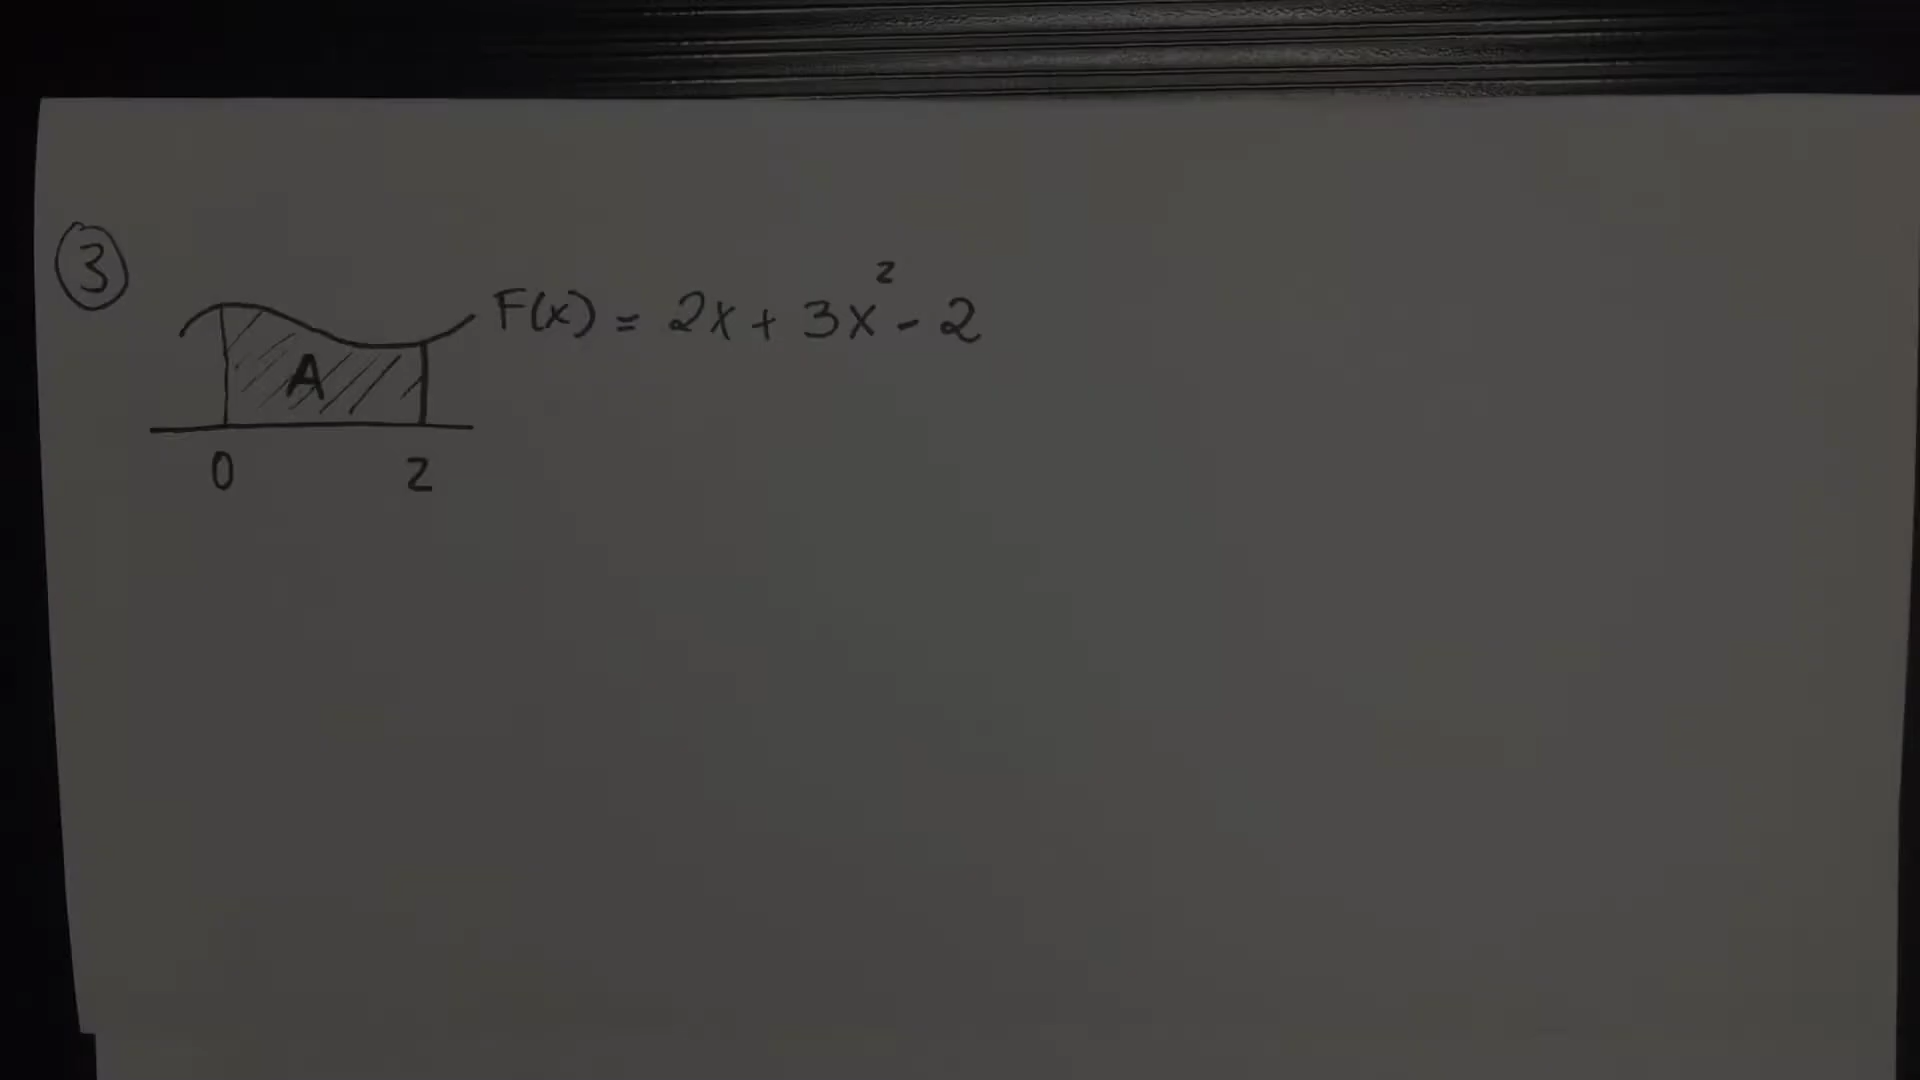 3
F(x) = 2x + 3x² - 2
A
0 2